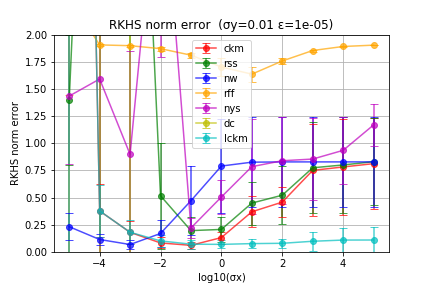 RKHS norm error  (σy=0.01 ε=1e-05)
RKHS norm error
2.00
1.75
1.50
1.25
1.00
0.75
0.50
0.25
0.00
ckm
rss
nw
rff
nys
dc
lckm
−4 −2 0 2 4
log10(σx)